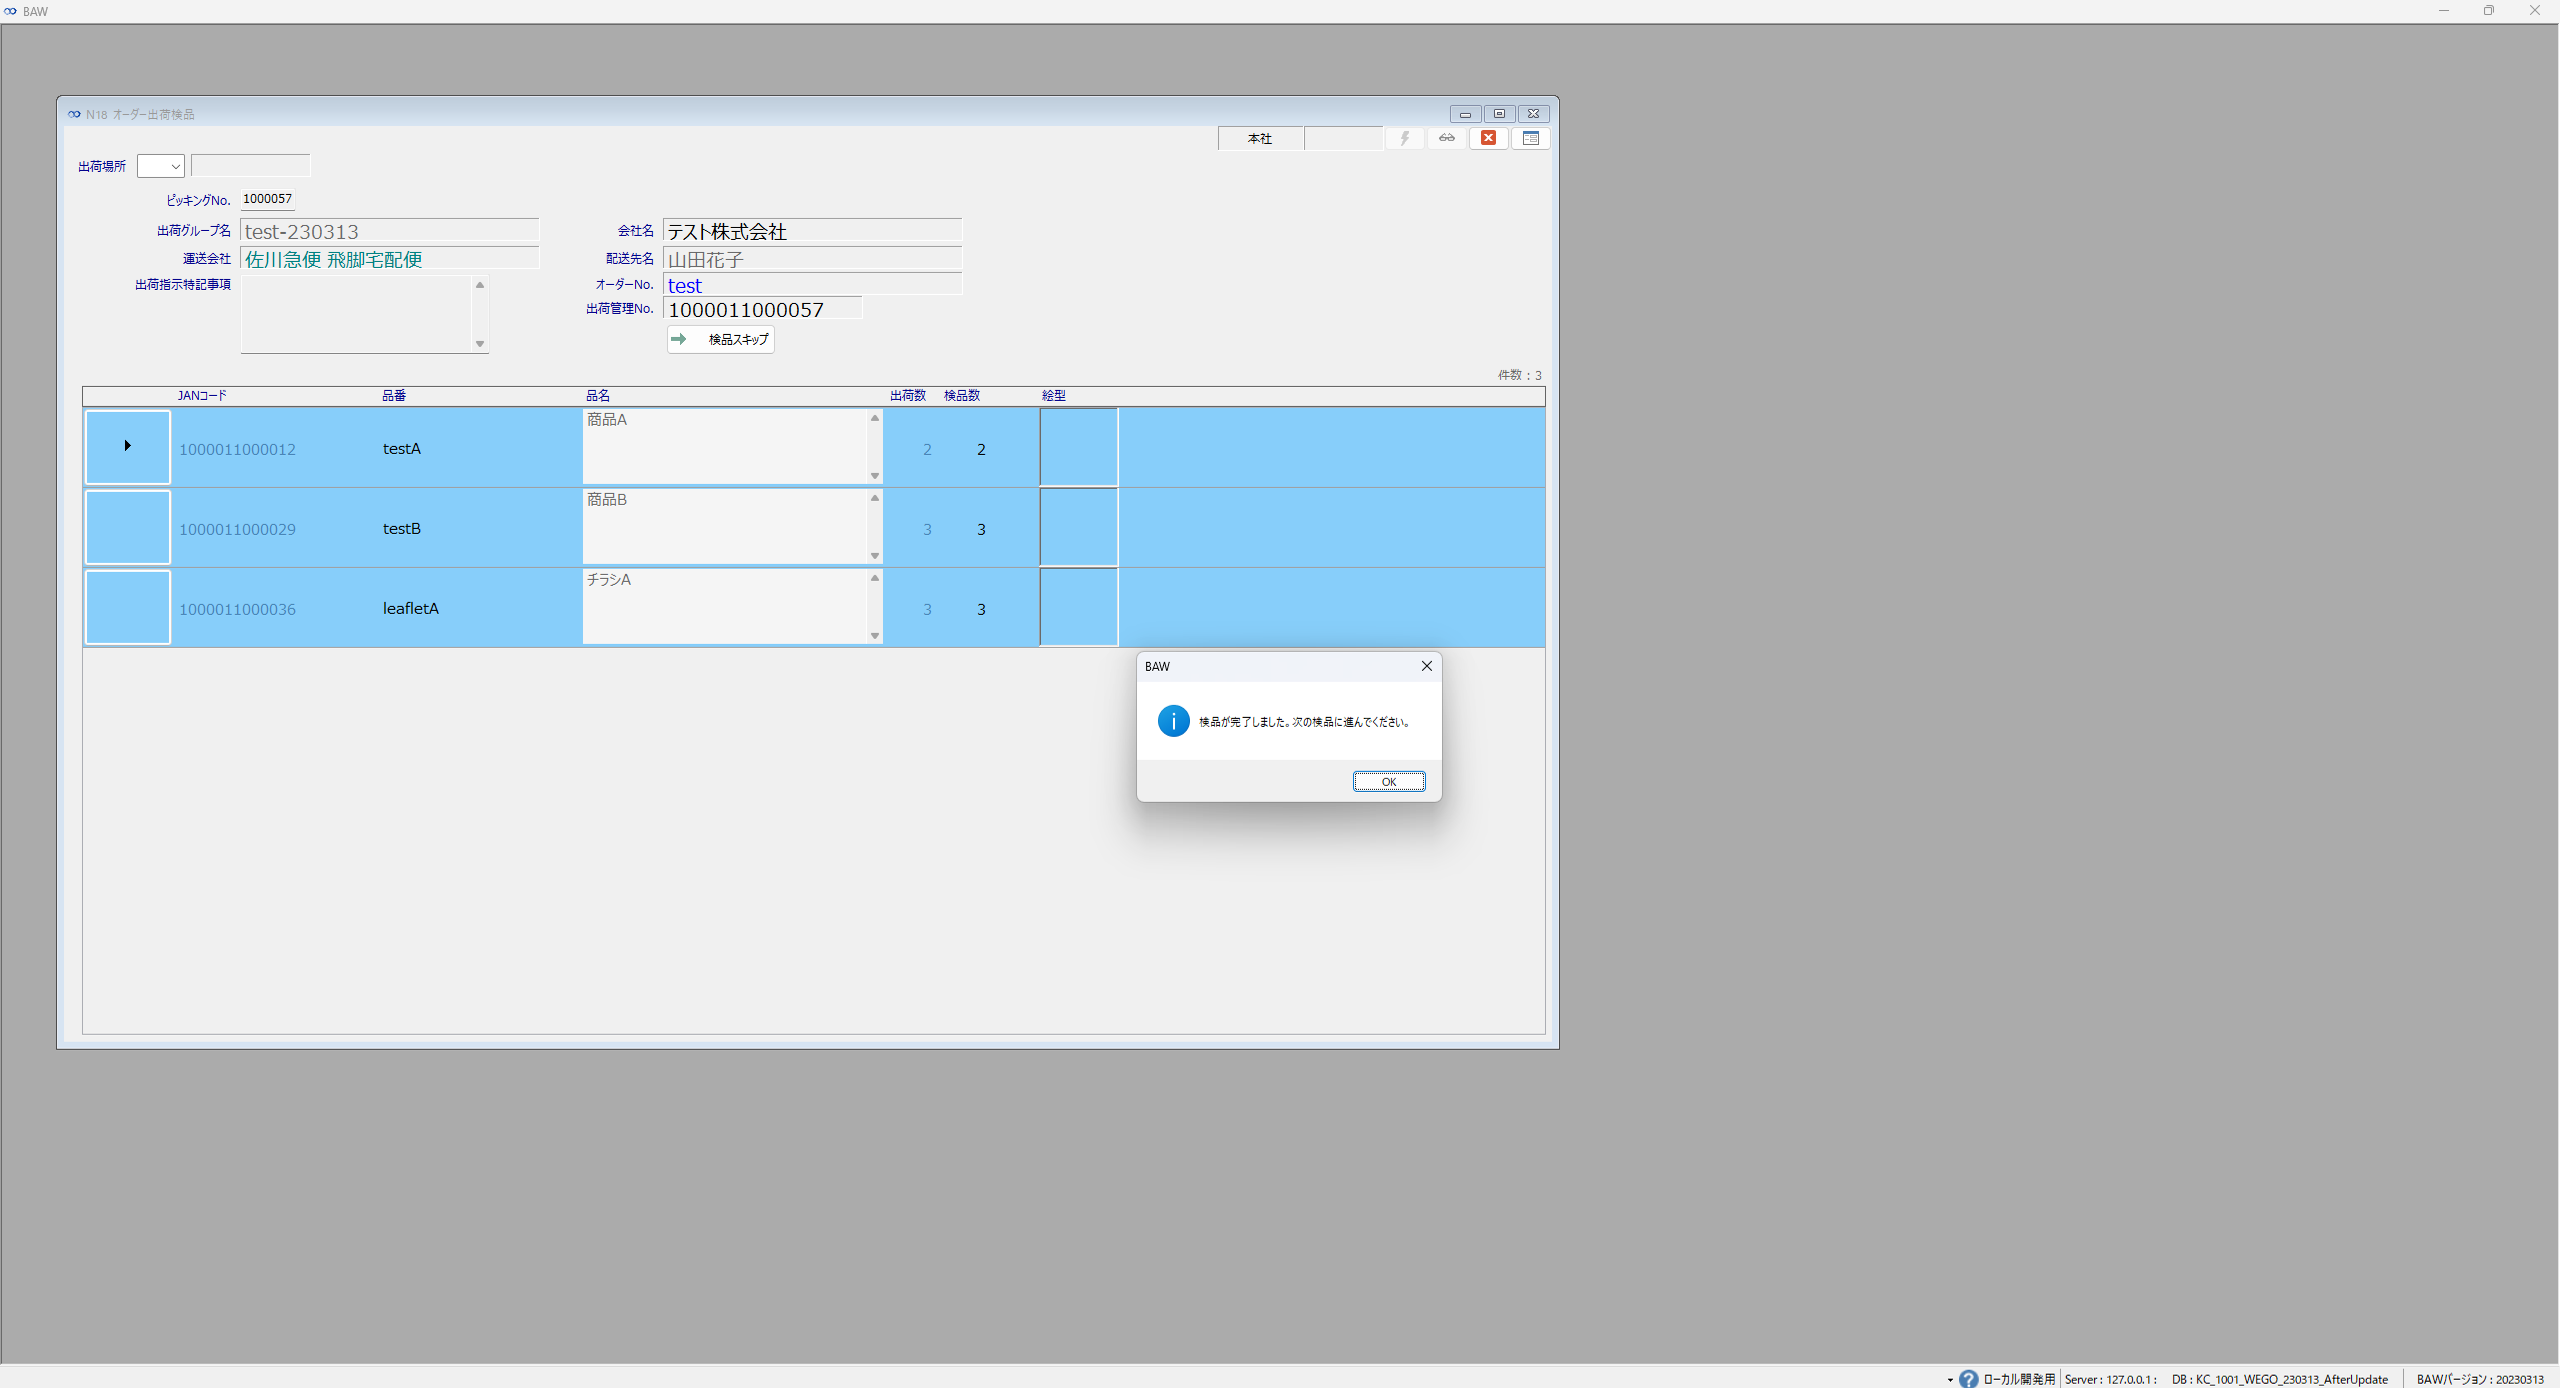 BAW
N18 オーダー出荷検品
本社
出荷場所
ピッキングNo. 1000057
出荷グループ名 test-230313 会社名 テスト株式会社
運送会社 佐川急便 飛脚宅配便 配送先名 山田花子
出荷指示特記事項 オーダーNo. test
出荷管理No. 1000011000057
検品スキップ
件数 : 3
JANコード 品番 品名 出荷数 検品数 絵型
1000011000012 testA 商品A 2 2
1000011000029 testB 商品B 3 3
1000011000036 leafletA チラシA 3 3
BAW
検品が完了しました。次の検品に進んでください。
OK
ローカル開発用 Server : 127.0.0.1 : DB : KC_1001_WEGO_230313_AfterUpdate BAWバージョン : 20230313